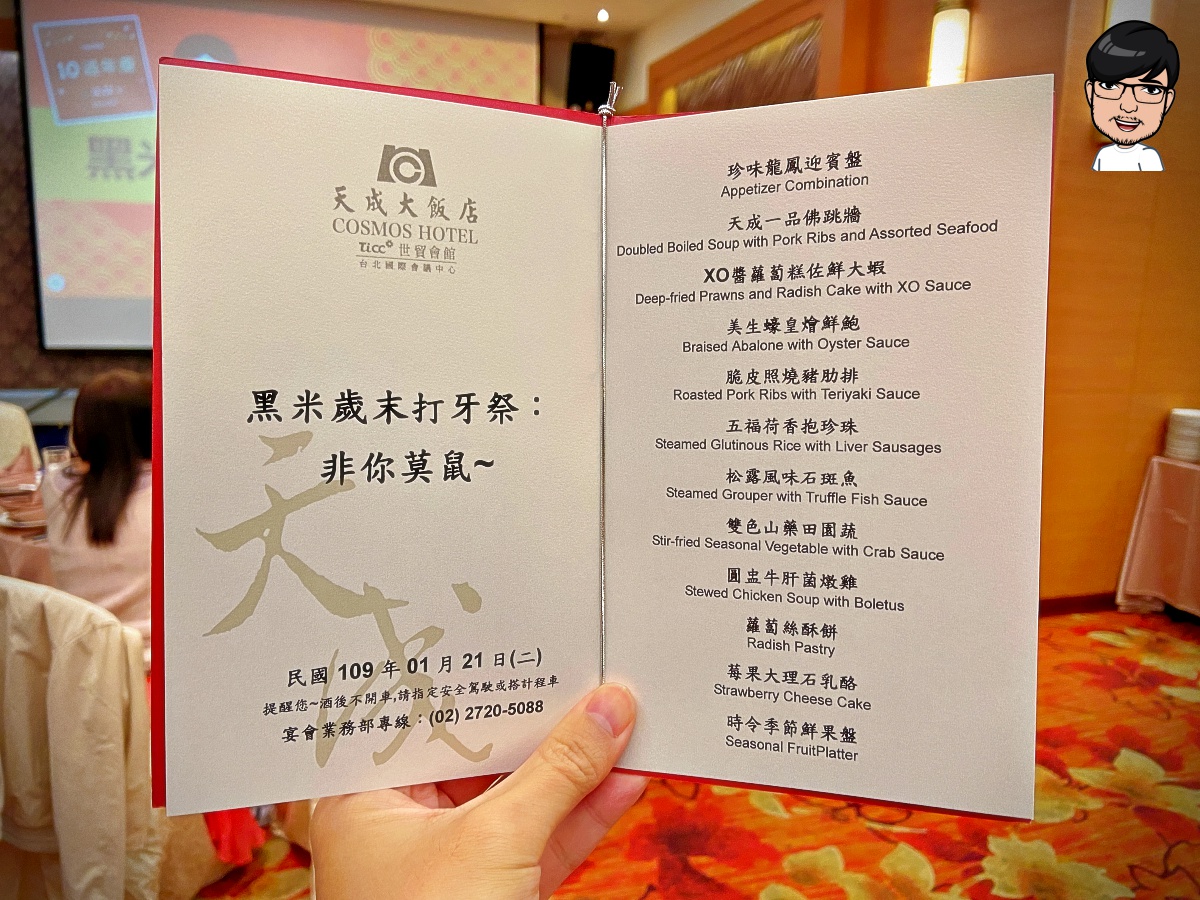 10週年
黑米
天成大飯店
COSMOS HOTEL
TICC 世貿會館
台北國際會議中心
黑米歲末打牙祭：
非你莫鼠~
天成
民國 109 年 01 月 21 日(二)
提醒您~酒後不開車,請指定安全駕駛或搭計程車
宴會業務部專線：(02) 2720-5088
珍味龍鳳迎賓盤
Appetizer Combination
天成一品佛跳牆
Doubled Boiled Soup with Pork Ribs and Assorted Seafood
XO醬蘿蔔糕佐鮮大蝦
Deep-fried Prawns and Radish Cake with XO Sauce
美生蠔皇燴鮮鮑
Braised Abalone with Oyster Sauce
脆皮照燒豬肋排
Roasted Pork Ribs with Teriyaki Sauce
五福荷香抱珍珠
Steamed Glutinous Rice with Liver Sausages
松露風味石斑魚
Steamed Grouper with Truffle Fish Sauce
雙色山藥田園蔬
Stir-fried Seasonal Vegetable with Crab Sauce
圓盅牛肝菌燉雞
Stewed Chicken Soup with Boletus
蘿蔔絲酥餅
Radish Pastry
莓果大理石乳酪
Strawberry Cheese Cake
時令季節鮮果盤
Seasonal FruitPlatter